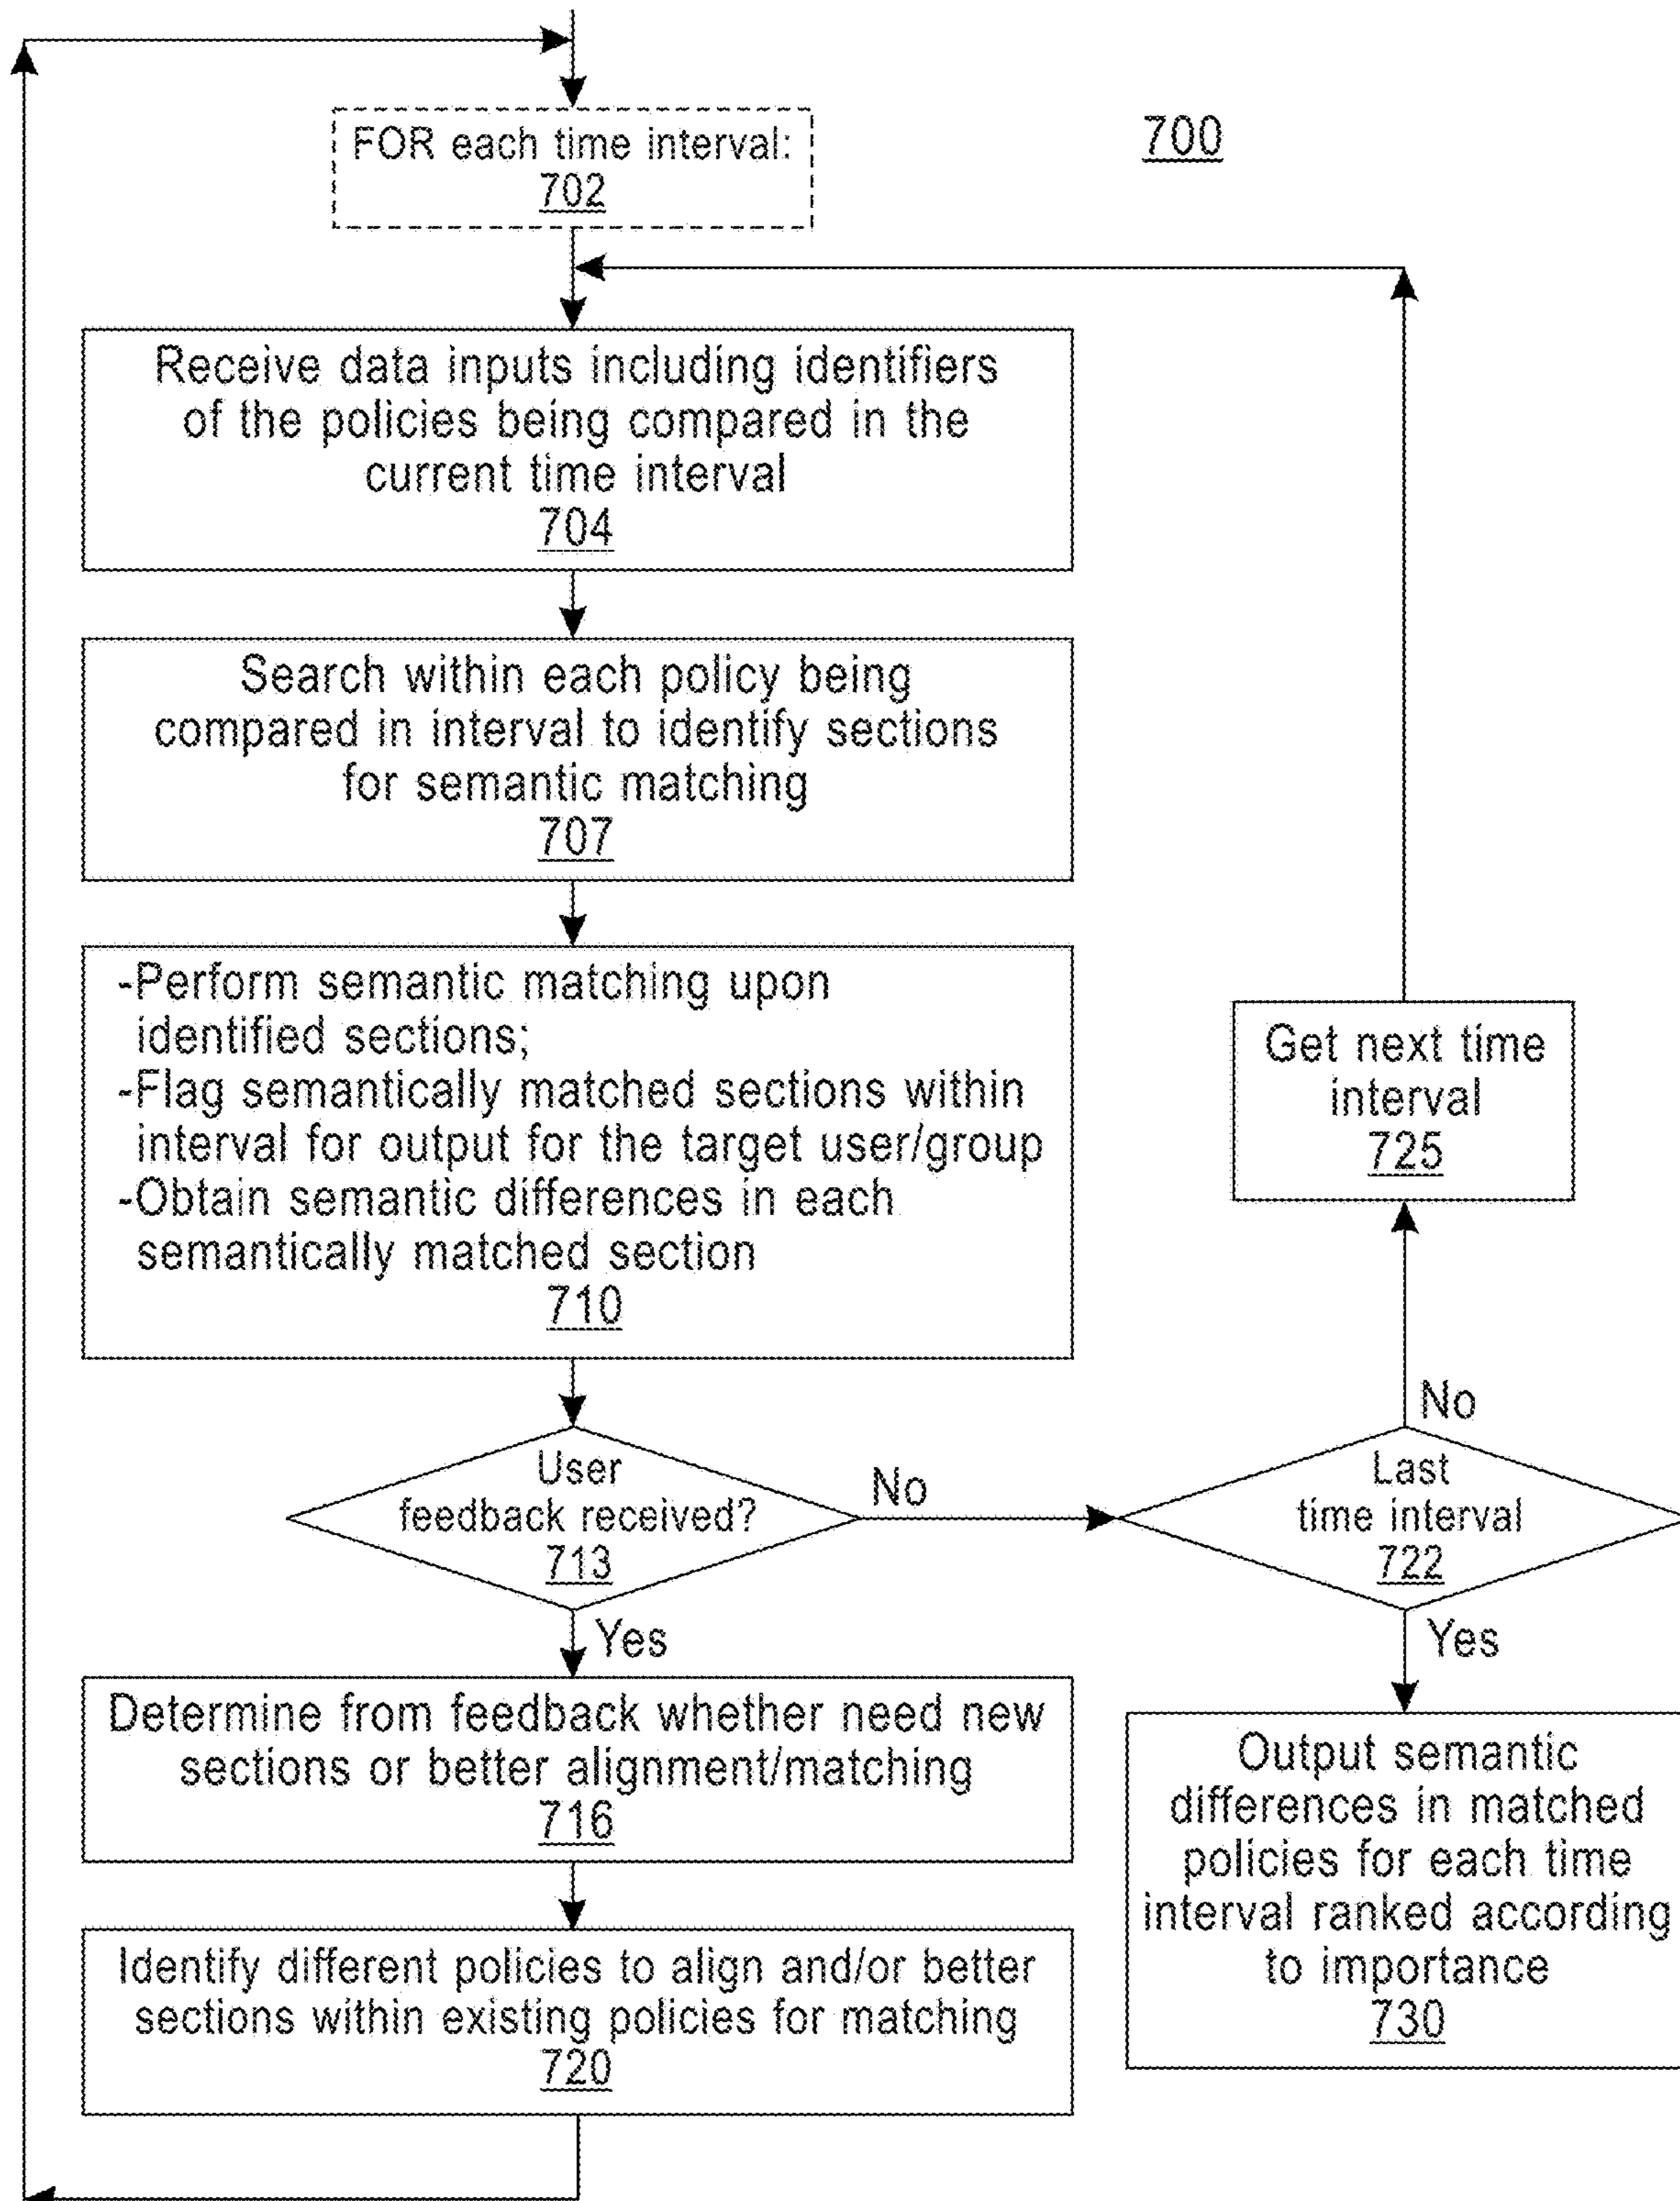 FOR each time interval:
702
700
Receive data inputs including identifiers
of the policies being compared in the
current time interval
704
Search within each policy being
compared in interval to identify sections
for semantic matching
707
-Perform semantic matching upon
identified sections;
-Flag semantically matched sections within
interval for output for the target user/group
-Obtain semantic differences in each
semantically matched section
710
Get next time
interval
725
No
User
feedback received?
713
No
Last
time interval
722
Yes
Yes
Determine from feedback whether need new
sections or better alignment/matching
716
Identify different policies to align and/or better
sections within existing policies for matching
720
Output semantic
differences in matched
policies for each time
interval ranked according
to importance
730